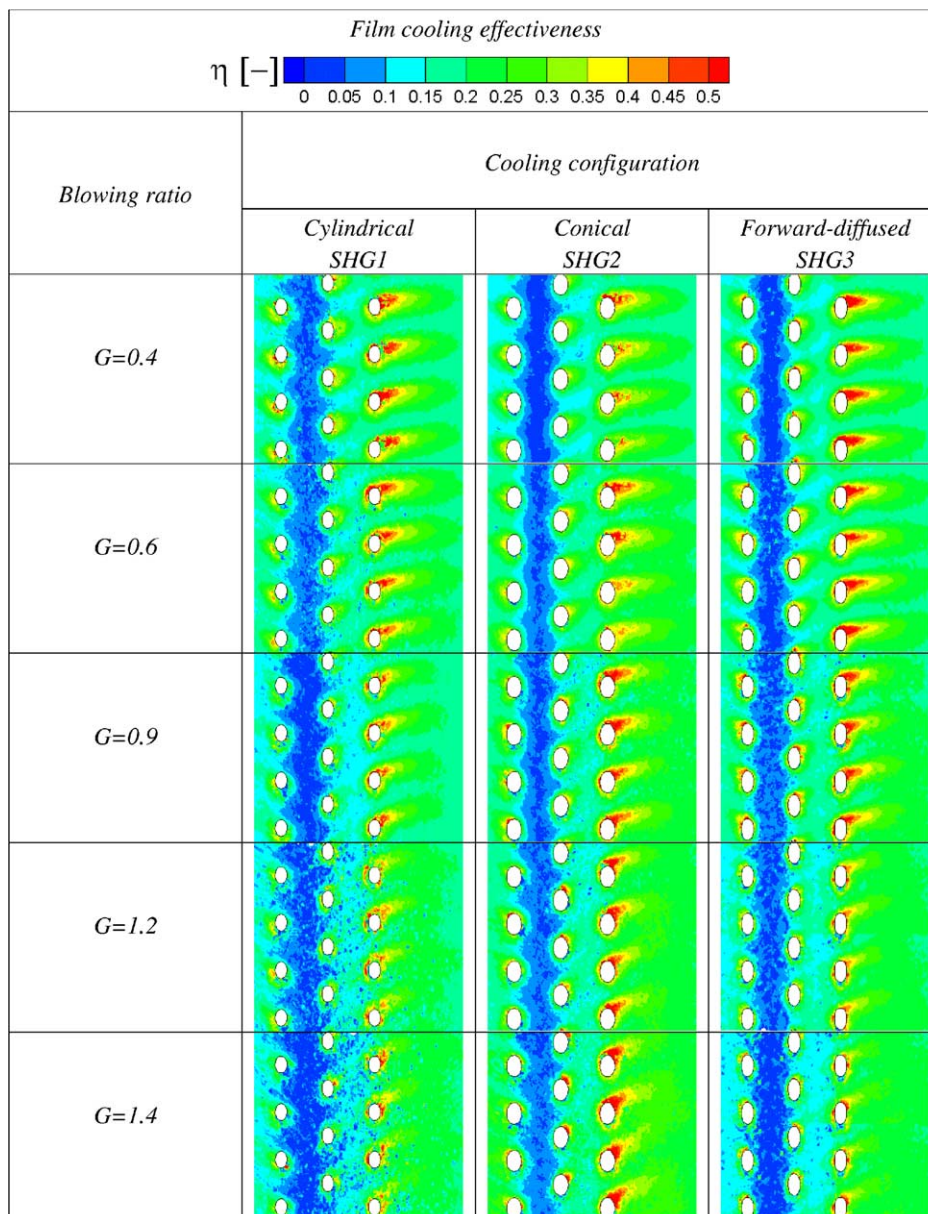 Film cooling effectiveness
η [−]
0 0.05 0.1 0.15 0.2 0.25 0.3 0.35 0.4 0.45 0.5
Blowing ratio
Cooling configuration
Cylindrical
SHG1
Conical
SHG2
Forward-diffused
SHG3
G=0.4
G=0.6
G=0.9
G=1.2
G=1.4